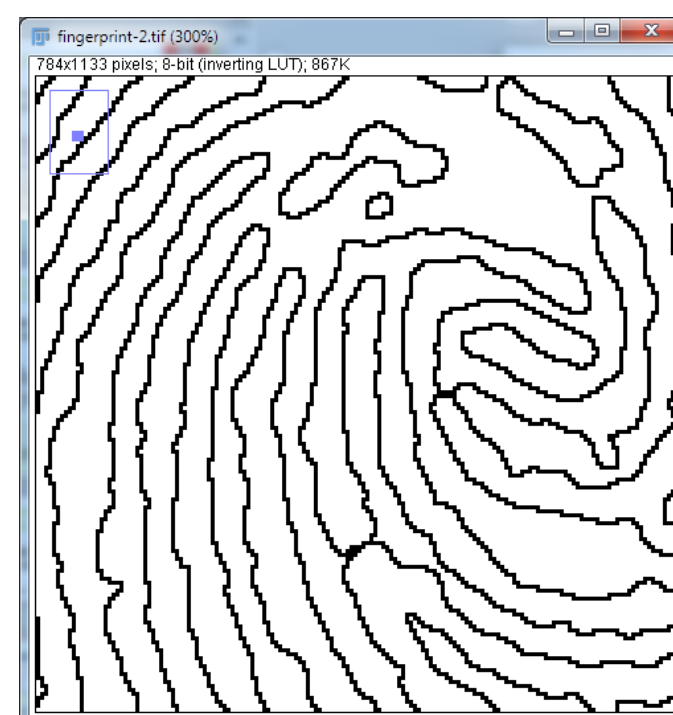 fingerprint-2.tif (300%)
784x1133 pixels; 8-bit (inverting LUT); 867K